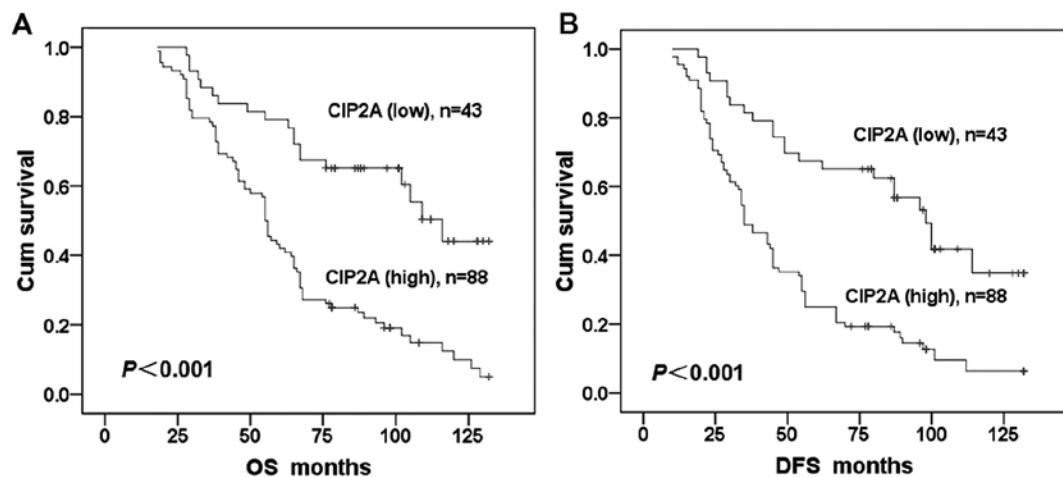 A
Cum survival
1.0
0.8
0.6
0.4
0.2
0.0
CIP2A (low), n=43
CIP2A (high), n=88
P<0.001
0 25 50 75 100 125
OS months
B
Cum survival
1.0
0.8
0.6
0.4
0.2
0.0
CIP2A (low), n=43
CIP2A (high), n=88
P<0.001
0 25 50 75 100 125
DFS months